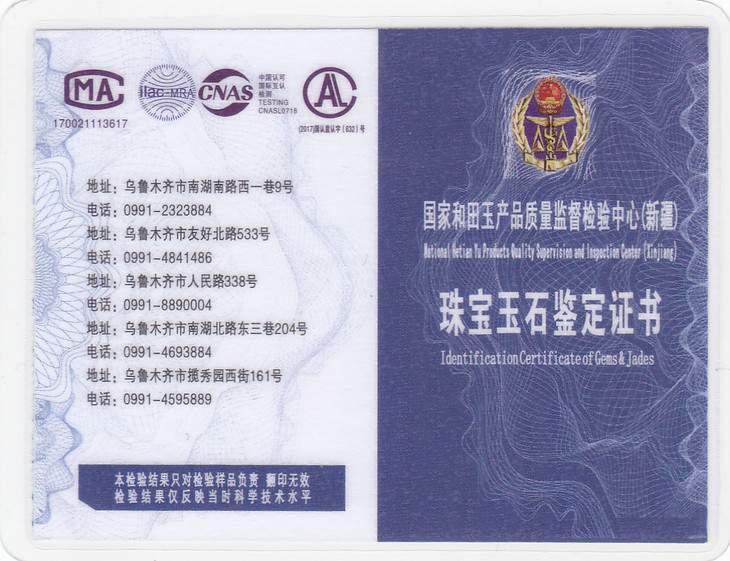 MA
ilac-MRA
CNAS
中国认可
国际互认
检测
TESTING
CNASL0718
AL
170021113617
(2017)国认监认字(632)号
地址：乌鲁木齐市南湖南路西一巷9号
电话：0991-2323884
地址：乌鲁木齐市友好北路533号
电话：0991-4841486
地址：乌鲁木齐市人民路338号
电话：0991-8890004
地址：乌鲁木齐市南湖北路东三巷204号
电话：0991-4693884
地址：乌鲁木齐市揽秀园西街161号
电话：0991-4595889
本检验结果只对检验样品负责 翻印无效
检验结果仅反映当时科学技术水平
国家和田玉产品质量监督检验中心(新疆)
National Hetian Yu Products Quality Supervision and Inspection Center (Xinjiang)
珠宝玉石鉴定证书
Identification Certificate of Gems & Jades